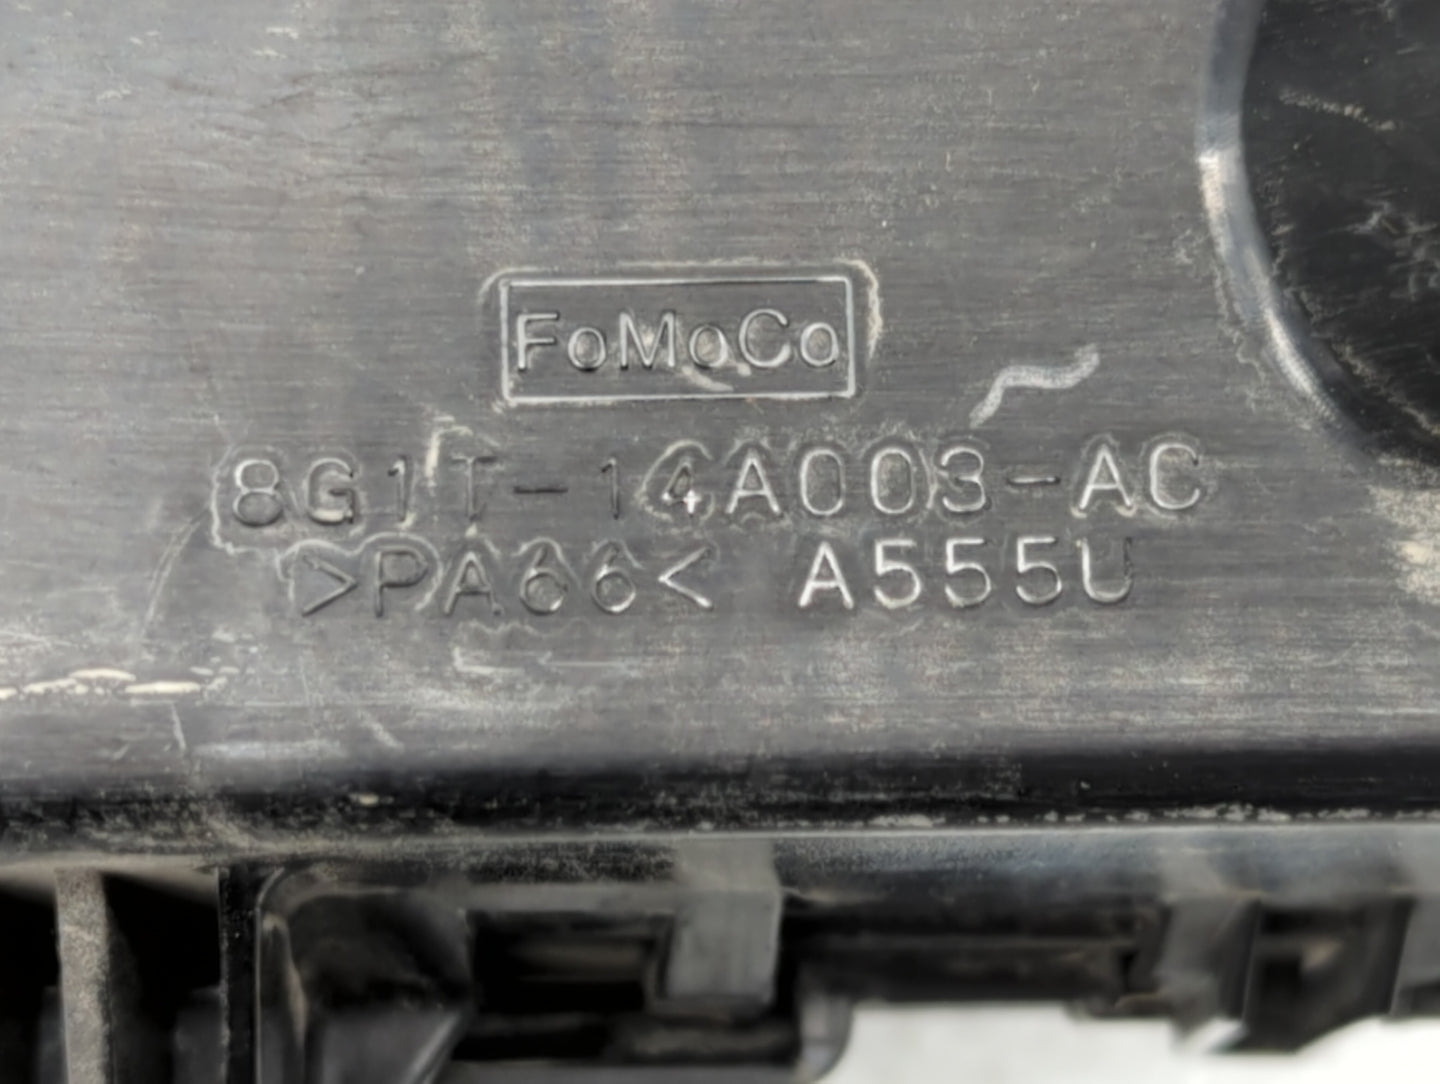 FoMoCo
8G1T-14A003-AC
>PA66< A555U